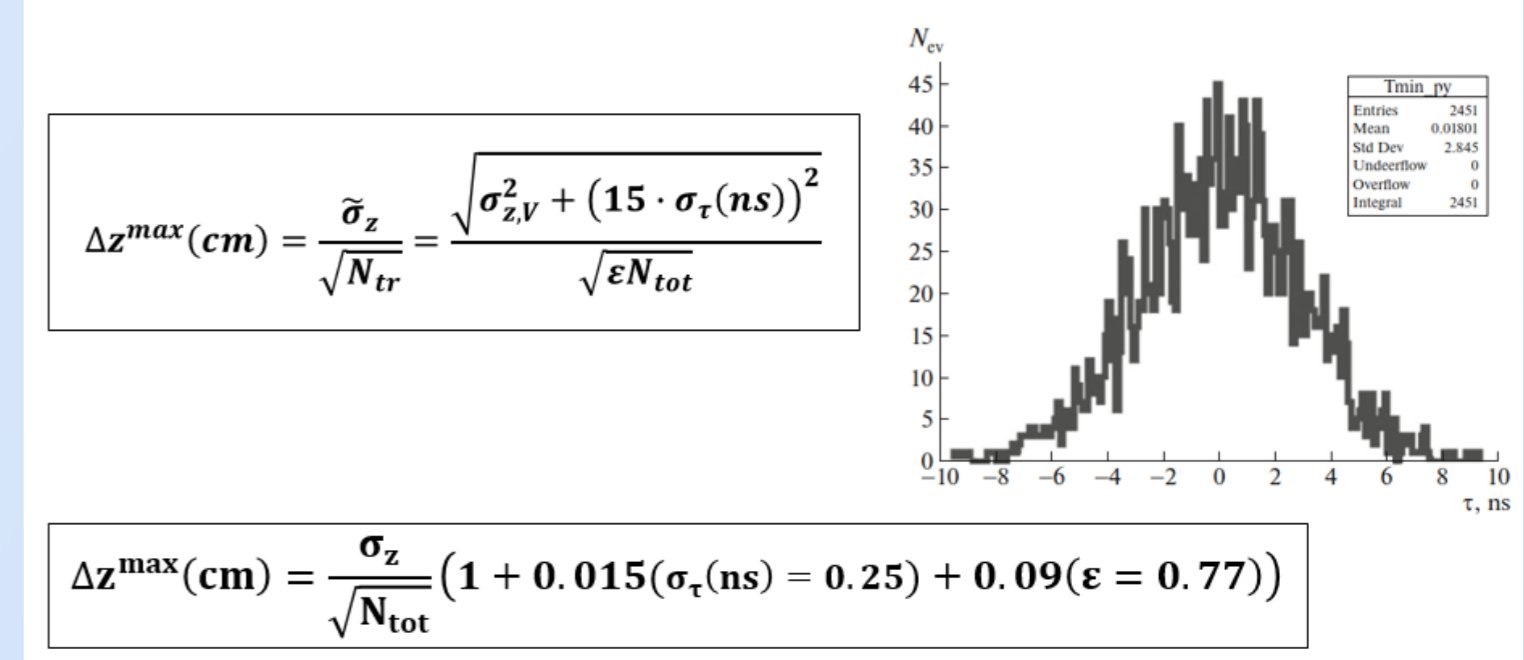 Δz^max(cm) = σ̃_z / √N_tr = √(σ²_z,V + (15 · σ_τ(ns))²) / √(εN_tot)
N_ev
45
40
35
30
25
20
15
10
5
0
−10 −8 −6 −4 −2 0 2 4 6 8 10
τ, ns
Tmin_py
Entries 2451
Mean 0.01801
Std Dev 2.845
Undeerflow 0
Overflow 0
Integral 2451
Δz^max(cm) = σ_z / √N_tot (1 + 0.015(σ_τ(ns) = 0.25) + 0.09(ε = 0.77))